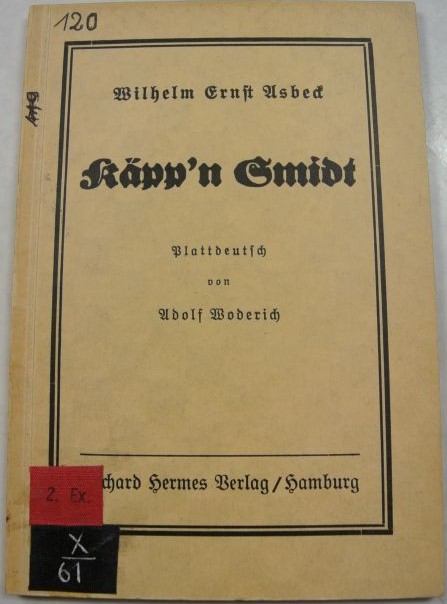 120
Wilhelm Ernst Asbeck
Käpp'n Smidt
Plattdeutsch
von
Adolf Woderich
chard Hermes Verlag / Hamburg
2. Ex.
X
61